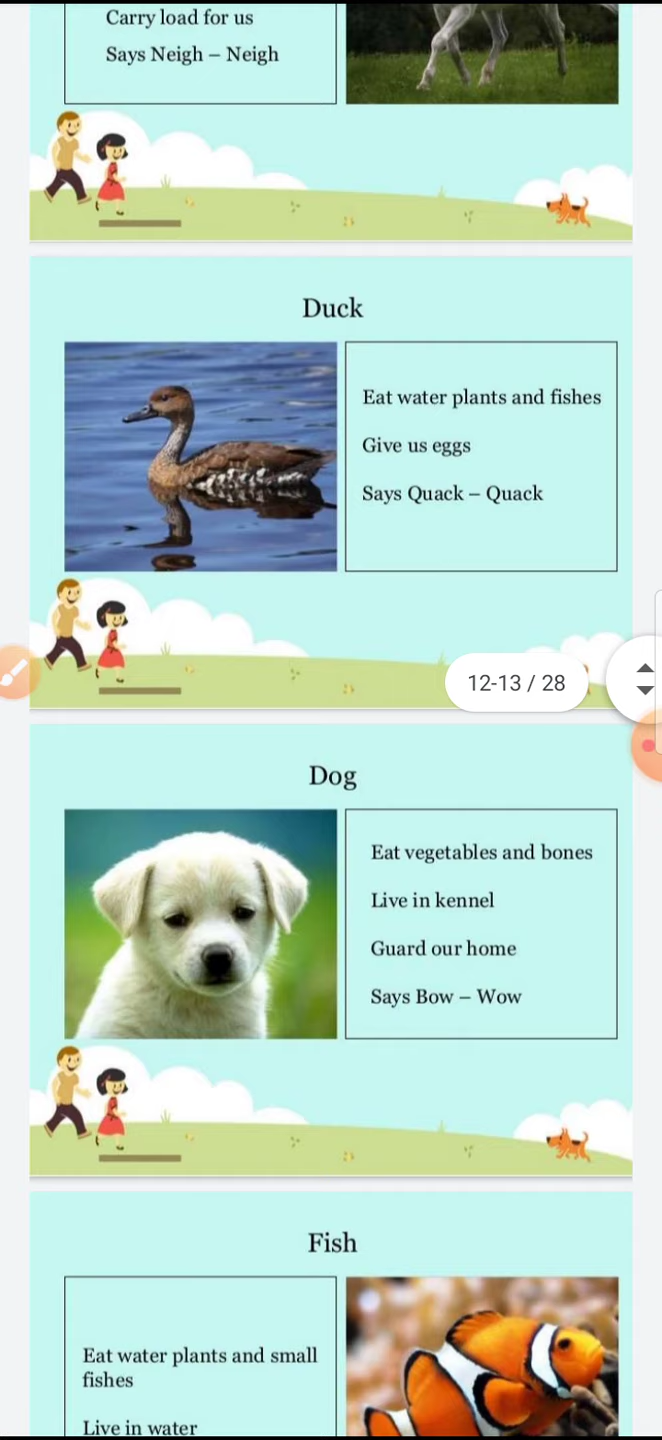 Carry load for us
Says Neigh – Neigh
Duck
Eat water plants and fishes
Give us eggs
Says Quack – Quack
12-13 / 28
Dog
Eat vegetables and bones
Live in kennel
Guard our home
Says Bow – Wow
Fish
Eat water plants and small
fishes
Live in water